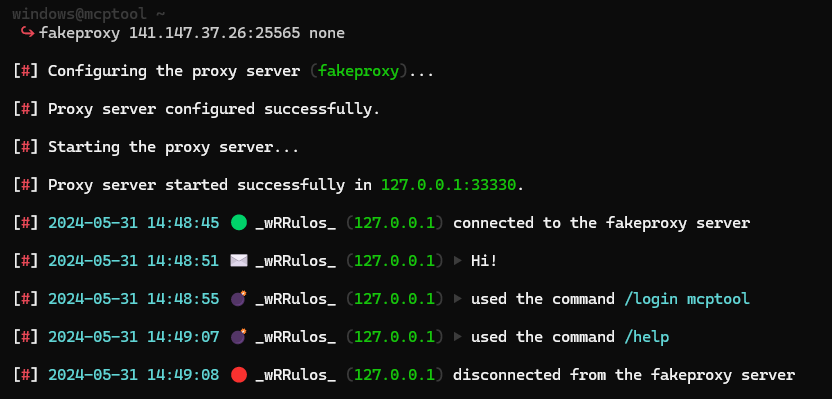 windows@mcptool ~
↪ fakeproxy 141.147.37.26:25565 none
[#] Configuring the proxy server (fakeproxy)...
[#] Proxy server configured successfully.
[#] Starting the proxy server...
[#] Proxy server started successfully in 127.0.0.1:33330.
[#] 2024-05-31 14:48:45 🟢 _wRRulos_ (127.0.0.1) connected to the fakeproxy server
[#] 2024-05-31 14:48:51 ✉ _wRRulos_ (127.0.0.1) ▸ Hi!
[#] 2024-05-31 14:48:55 💣 _wRRulos_ (127.0.0.1) ▸ used the command /login mcptool
[#] 2024-05-31 14:49:07 💣 _wRRulos_ (127.0.0.1) ▸ used the command /help
[#] 2024-05-31 14:49:08 🔴 _wRRulos_ (127.0.0.1) disconnected from the fakeproxy server